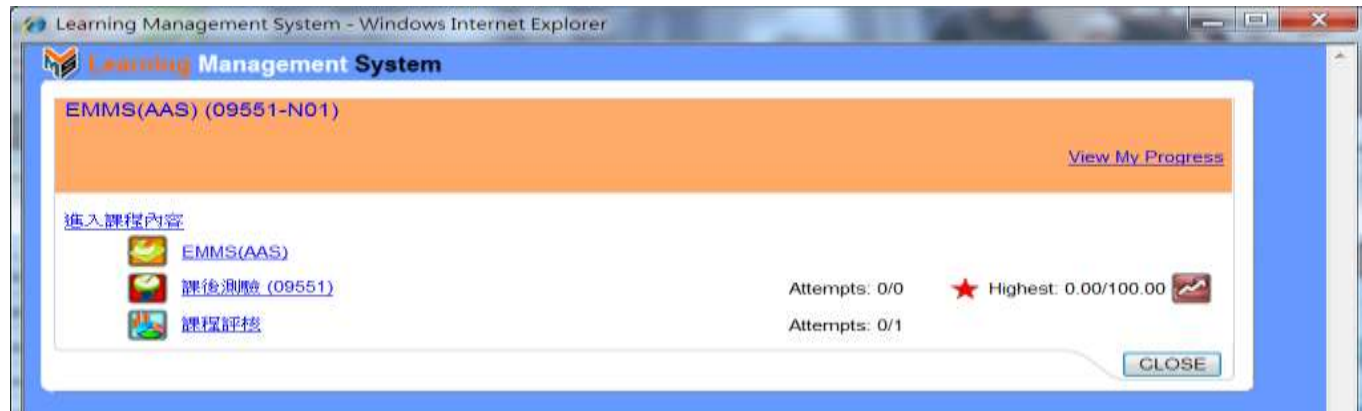 Learning Management System - Windows Internet Explorer
Learning Management System
EMMS(AAS) (09551-N01)
View My Progress
進入課程內容
EMMS(AAS)
課後測驗 (09551) Attempts: 0/0 Highest: 0.00/100.00
課程評核 Attempts: 0/1
CLOSE